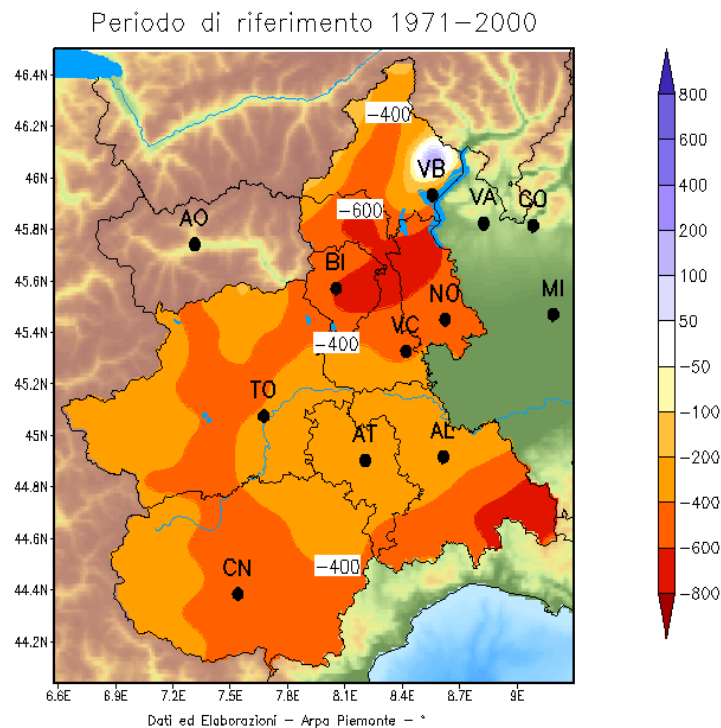 Periodo di riferimento 1971–2000
46.4N
46.2N
46N
45.8N
45.6N
45.4N
45.2N
45N
44.8N
44.6N
44.4N
44.2N
−400
VB
VA
CO
AO
−600
BI
NO
MI
−400
VC
TO
AT
AL
−400
CN
800
600
400
200
100
50
−50
−100
−200
−400
−600
−800
6.6E 6.9E 7.2E 7.5E 7.8E 8.1E 8.4E 8.7E 9E
Dati ed Elaborazioni − Arpa Piemonte − *